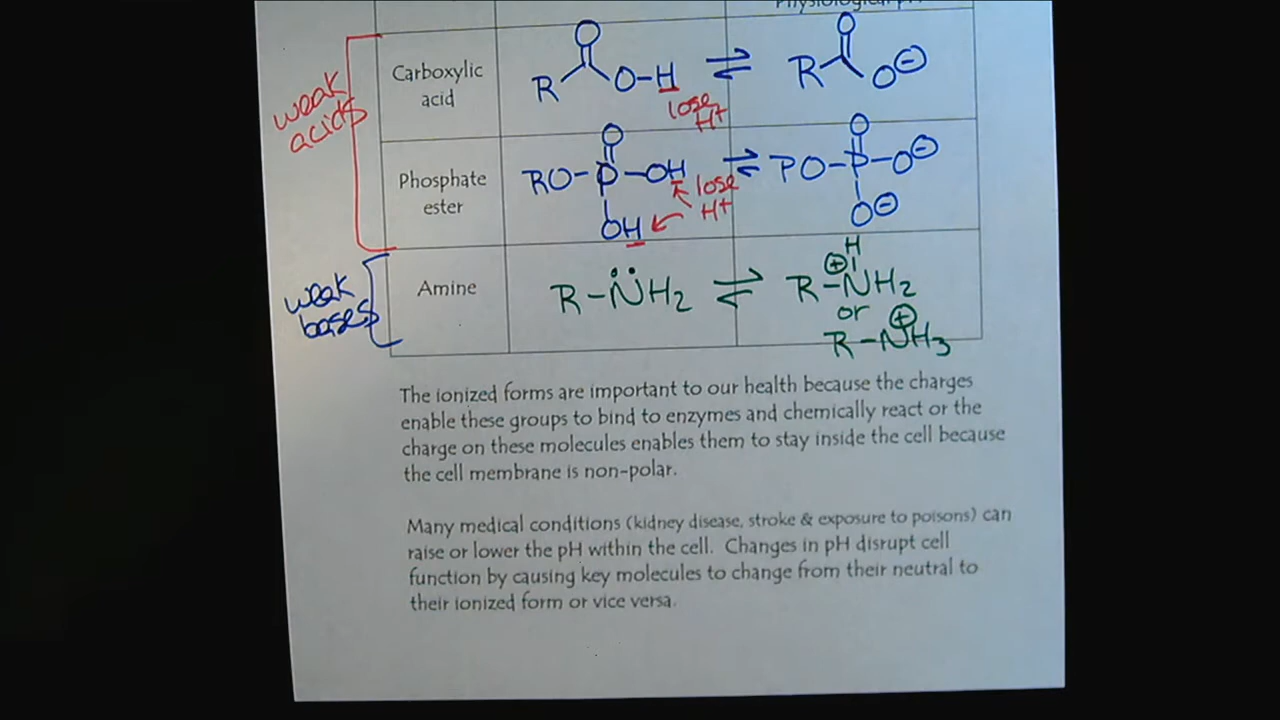 Physiological pH
weak
acids
Carboxylic
acid
O
R O-H ⇌ R O⊖
lose
H+
Phosphate
ester
O
RO-P-OH ⇌ PO-P-O⊖
OH O⊖
lose
H+
weak
bases
Amine
H
R-NH2 ⇌ R-NH2
⊕
or
R-NH3
⊕
The ionized forms are important to our health because the charges
enable these groups to bind to enzymes and chemically react or the
charge on these molecules enables them to stay inside the cell because
the cell membrane is non-polar.
Many medical conditions (kidney disease, stroke & exposure to poisons) can
raise or lower the pH within the cell. Changes in pH disrupt cell
function by causing key molecules to change from their neutral to
their ionized form or vice versa.